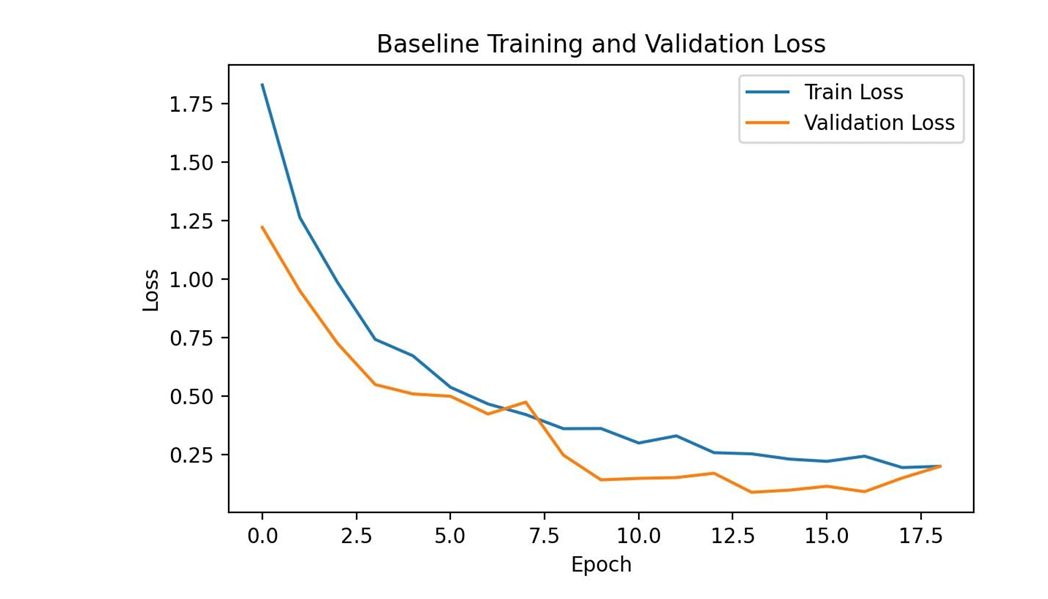 Baseline Training and Validation Loss
Train Loss
Validation Loss
1.75
1.50
1.25
1.00
0.75
0.50
0.25
Loss
0.0 2.5 5.0 7.5 10.0 12.5 15.0 17.5
Epoch